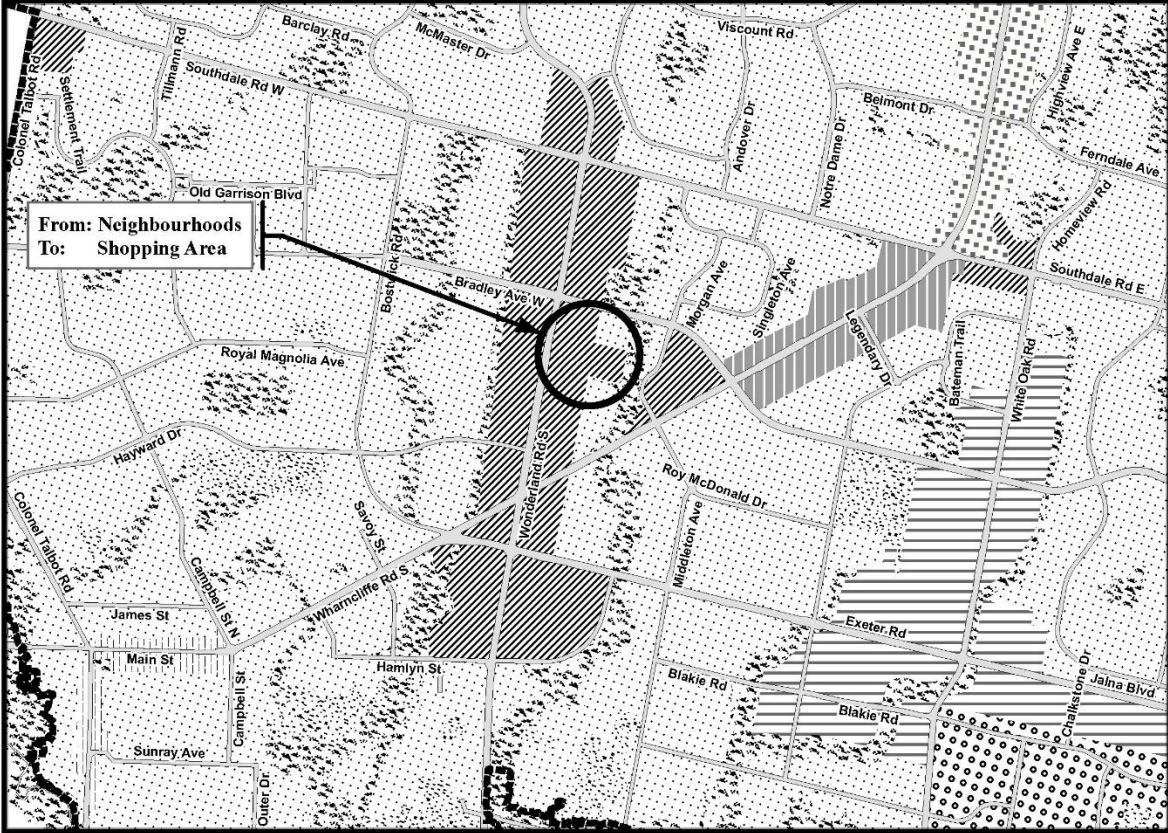 Barclay Rd
McMaster Dr
Viscount Rd
Highview Ave E
Tillmann Rd
Southdale Rd W
Colonel Talbot Rd
Settlement Trail
Belmont Dr
Andover Dr
Notre Dame Dr
Ferndale Ave
Homeview Rd
Old Garrison Blvd
From: Neighbourhoods
To: Shopping Area
Bostwick Rd
Bradley Ave W
Morgan Ave
Singleton Ave
Southdale Rd E
Legendary Dr
Bateman Trail
White Oak Rd
Royal Magnolia Ave
Hayward Dr
Wonderland Rd S
Roy McDonald Dr
Savoy St
Middleton Ave
Colonel Talbot Rd
Campbell St N
Wharncliffe Rd S
James St
Main St
Exeter Rd
Hamlyn St
Blakie Rd
Blakie Rd
Chalkstone Dr
Jalna Blvd
Campbell St
Sunray Ave
Outer Dr